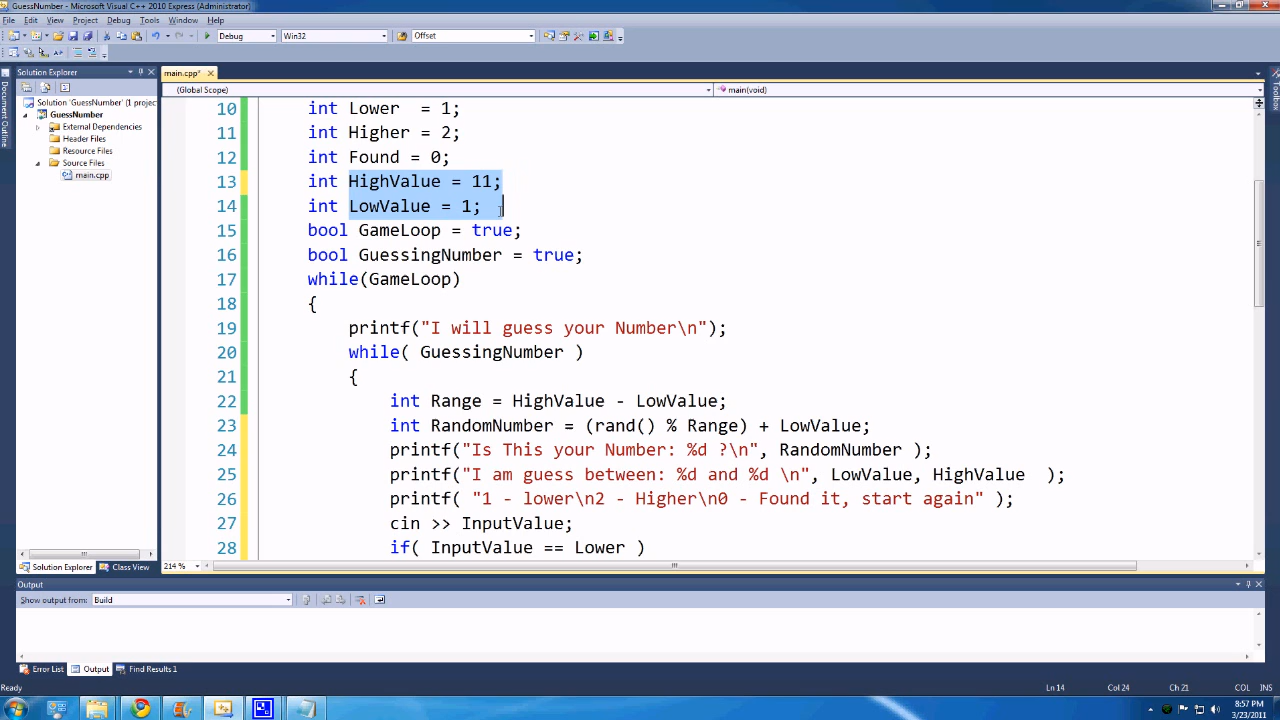 GuessNumber - Microsoft Visual C++ 2010 Express (Administrator)
File Edit View Project Debug Tools Window Help
Debug Win32 Offset
Solution Explorer
main.cpp*
(Global Scope) main(void)
Solution 'GuessNumber' (1 projec
GuessNumber
External Dependencies
Header Files
Resource Files
Source Files
main.cpp
Document Outline
Toolbox
10 int Lower  = 1;
11 int Higher = 2;
12 int Found = 0;
13 int HighValue = 11;
14 int LowValue = 1;
15 bool GameLoop = true;
16 bool GuessingNumber = true;
17 while(GameLoop)
18 {
19 printf("I will guess your Number\n");
20 while( GuessingNumber )
21 {
22 int Range = HighValue - LowValue;
23 int RandomNumber = (rand() % Range) + LowValue;
24 printf("Is This your Number: %d ?\n", RandomNumber );
25 printf("I am guess between: %d and %d \n", LowValue, HighValue  );
26 printf( "1 - lower\n2 - Higher\n0 - Found it, start again" );
27 cin >> InputValue;
28 if( InputValue == Lower )
Solution Explorer Class View
214 %
Output
Show output from: Build
Error List Output Find Results 1
Ready Ln 14 Col 24 Ch 21 COL INS
8:57 PM
3/23/2011